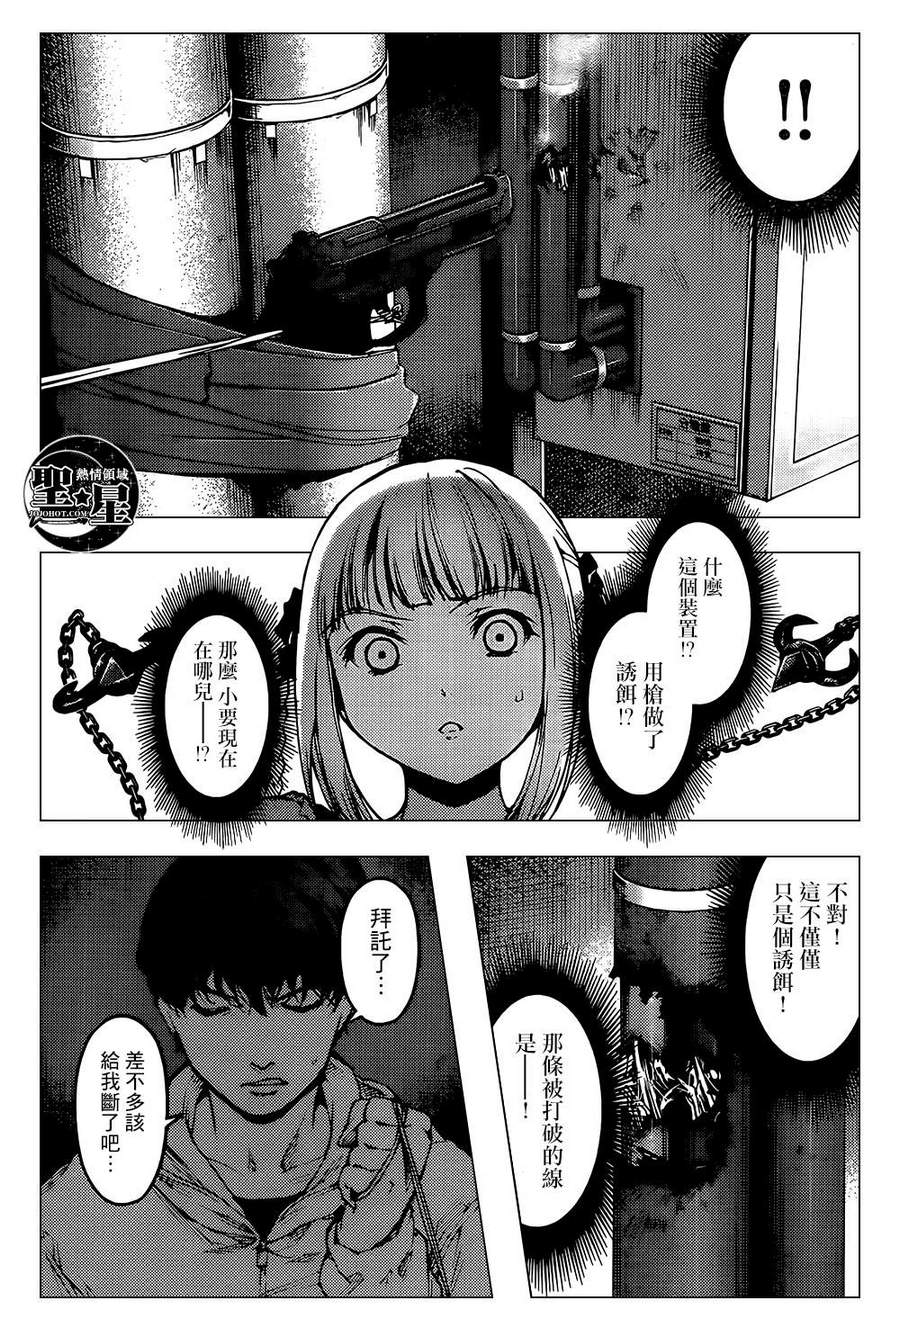 !!
什麼
這個裝置!?
用槍做了
誘餌!?
那麼 小要現在
在哪兒──!?
不對！
這不僅僅
只是個誘餌！
那條被打破的線
是──！
拜託了…
差不多該
給我斷了吧…
熱情領域
聖★星
JOJOHOT.COM